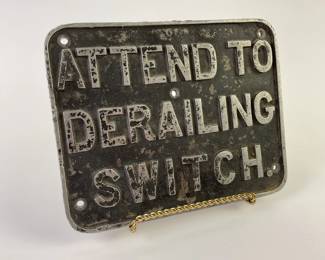 ATTEND TO
DERAILING
SWITCH.